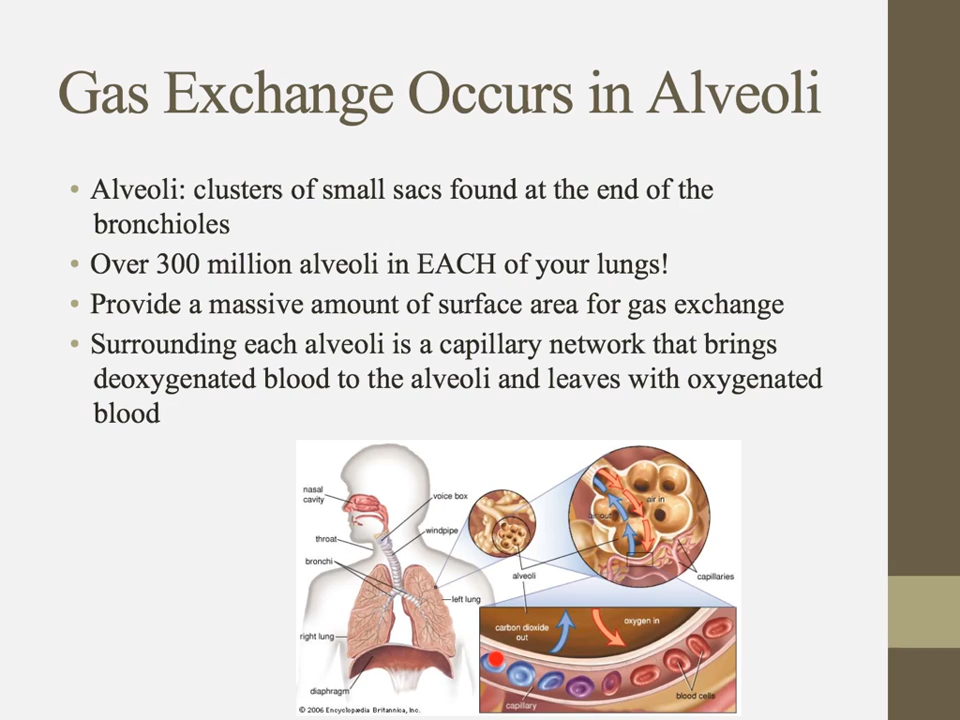 Gas Exchange Occurs in Alveoli
• Alveoli: clusters of small sacs found at the end of the
bronchioles
• Over 300 million alveoli in EACH of your lungs!
• Provide a massive amount of surface area for gas exchange
• Surrounding each alveoli is a capillary network that brings
deoxygenated blood to the alveoli and leaves with oxygenated
blood
nasal
cavity
voice box
windpipe
throat
bronchi
left lung
right lung
diaphragm
alveoli
air in
air out
capillaries
carbon dioxide
out
oxygen in
blood cells
capillary
© 2006 Encyclopædia Britannica, Inc.